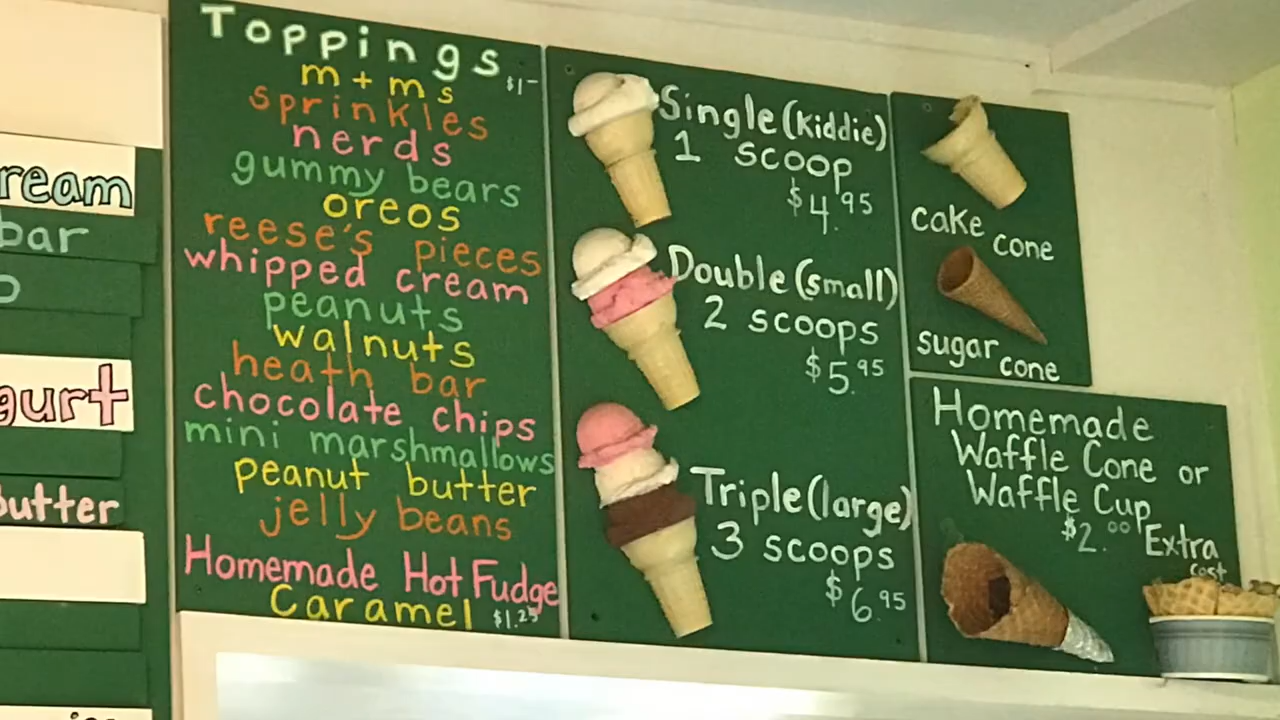 ream
bar
gurt
butter
Toppings $1-
m+ms
sprinkles
nerds
gummy bears
oreos
reese's pieces
whipped cream
peanuts
walnuts
heath bar
chocolate chips
mini marshmallows
peanut butter
jelly beans
Homemade Hot Fudge
Caramel $1.25
Single (kiddie)
1 scoop
$4.95
Double (small)
2 scoops
$5.95
Triple (large)
3 scoops
$6.95
cake cone
sugar cone
Homemade
Waffle Cone or
Waffle Cup
$2.00 Extra
cost